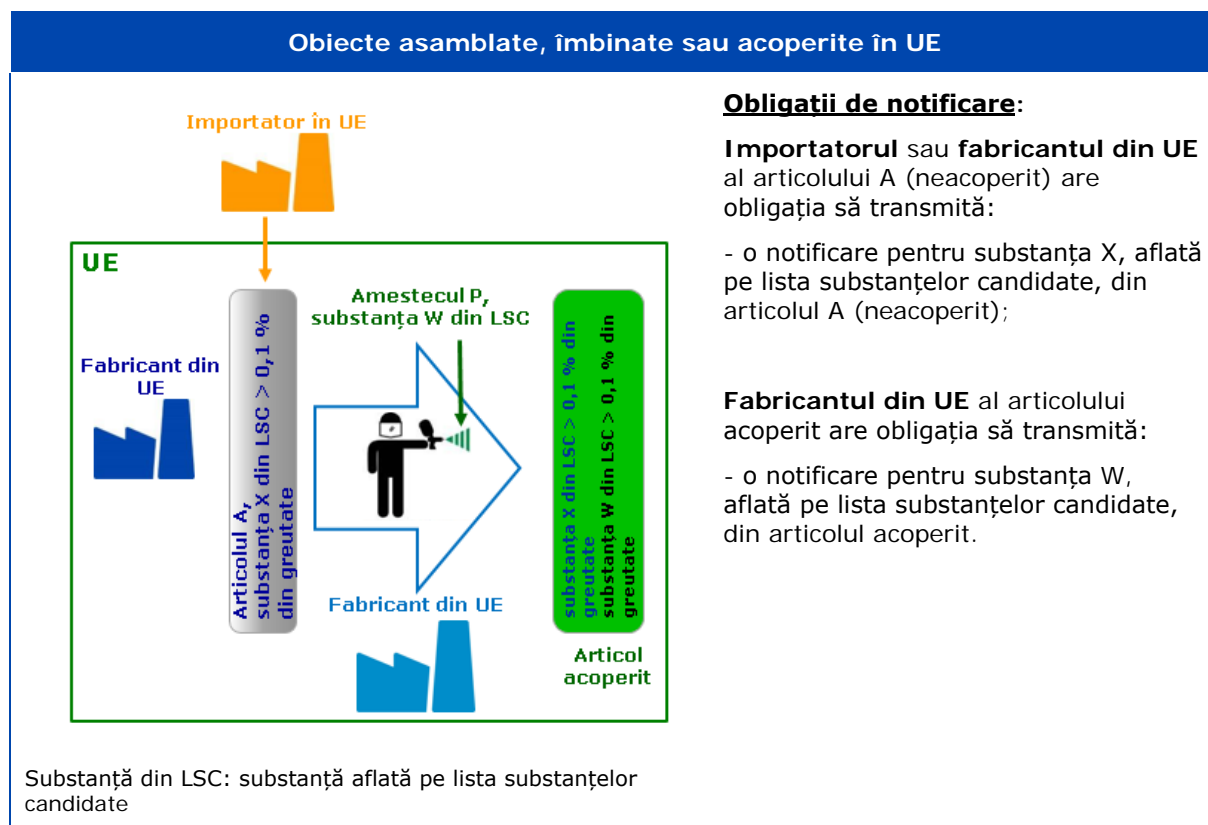 Obiecte asamblate, îmbinate sau acoperite în UE
Importator în UE
UE
Fabricant din
UE
Articolul A,
substanța X din LSC > 0,1 %
din greutate
Amestecul P,
substanța W din LSC
Fabricant din UE
substanța X din LSC > 0,1 % din
greutate
substanța W din LSC > 0,1 % din
greutate
Articol
acoperit
Substanță din LSC: substanță aflată pe lista substanțelor
candidate
Obligații de notificare:
Importatorul sau fabricantul din UE
al articolului A (neacoperit) are
obligația să transmită:
- o notificare pentru substanța X, aflată
pe lista substanțelor candidate, din
articolul A (neacoperit);
Fabricantul din UE al articolului
acoperit are obligația să transmită:
- o notificare pentru substanța W,
aflată pe lista substanțelor candidate,
din articolul acoperit.